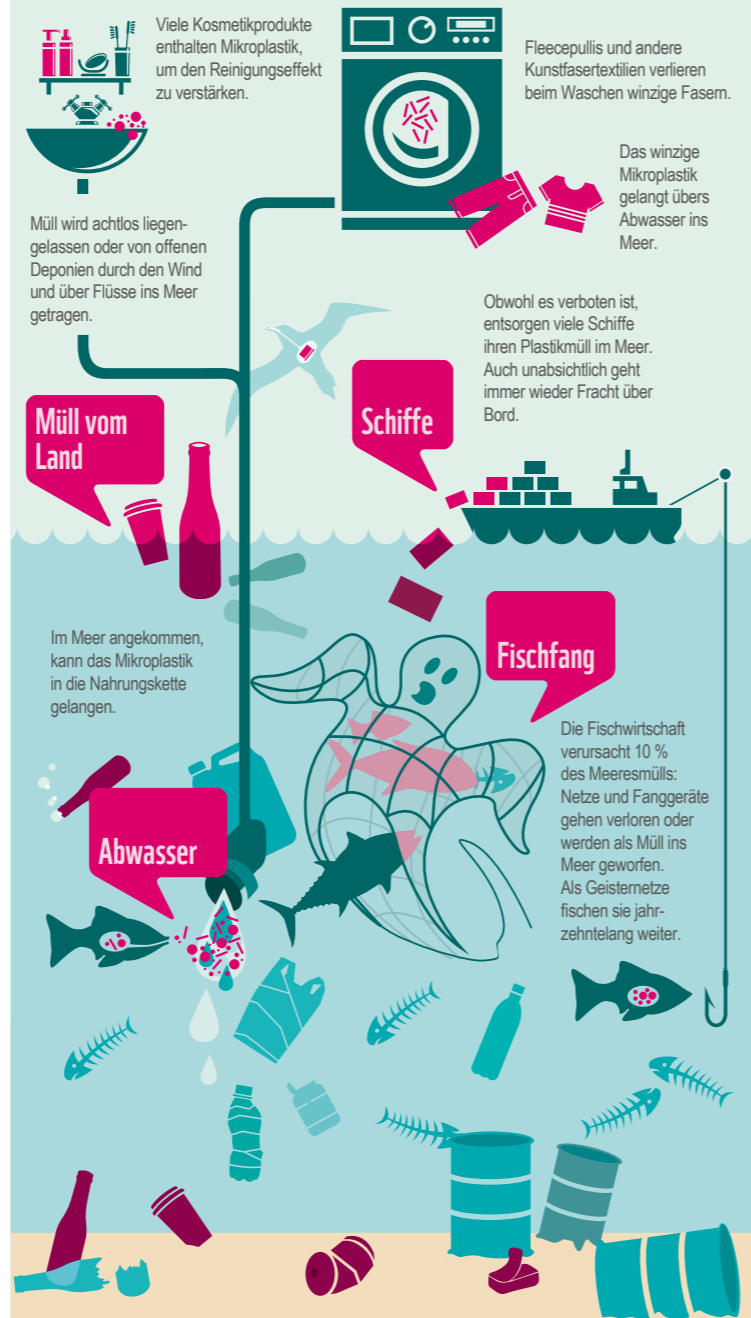 Viele Kosmetikprodukte
enthalten Mikroplastik,
um den Reinigungseffekt
zu verstärken.
Fleecepullis und andere
Kunstfasertextilien verlieren
beim Waschen winzige Fasern.
Das winzige
Mikroplastik
gelangt übers
Abwasser ins
Meer.
Müll wird achtlos liegen-
gelassen oder von offenen
Deponien durch den Wind
und über Flüsse ins Meer
getragen.
Obwohl es verboten ist,
entsorgen viele Schiffe
ihren Plastikmüll im Meer.
Auch unabsichtlich geht
immer wieder Fracht über
Bord.
Müll vom
Land
Schiffe
Im Meer angekommen,
kann das Mikroplastik
in die Nahrungskette
gelangen.
Fischfang
Die Fischwirtschaft
verursacht 10 %
des Meeresmülls:
Netze und Fanggeräte
gehen verloren oder
werden als Müll ins
Meer geworfen.
Als Geisternetze
fischen sie jahr-
zehntelang weiter.
Abwasser